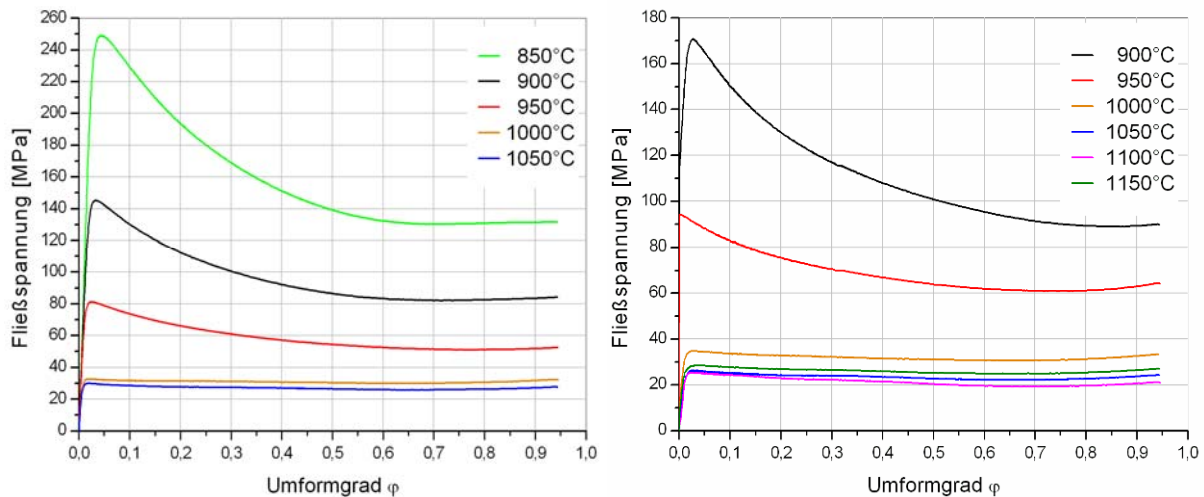 260
240
220
200
180
160
140
120
100
80
60
40
20
0
Fließspannung [MPa]
850°C
900°C
950°C
1000°C
1050°C
0,0 0,1 0,2 0,3 0,4 0,5 0,6 0,7 0,8 0,9 1,0
Umformgrad φ
180
160
140
120
100
80
60
40
20
0
Fließspannung [MPa]
900°C
950°C
1000°C
1050°C
1100°C
1150°C
0,0 0,1 0,2 0,3 0,4 0,5 0,6 0,7 0,8 0,9 1,0
Umformgrad φ